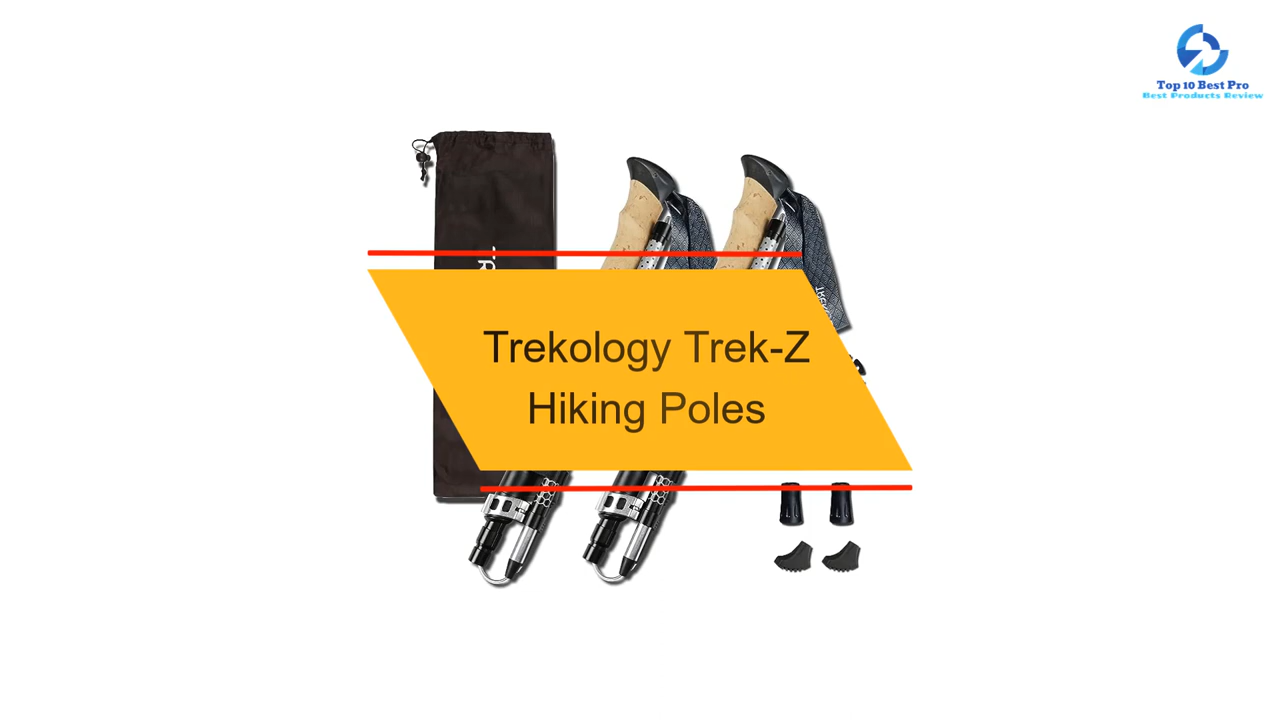 Top 10 Best Pro
Best Products Review
Trekology Trek-Z
Hiking Poles